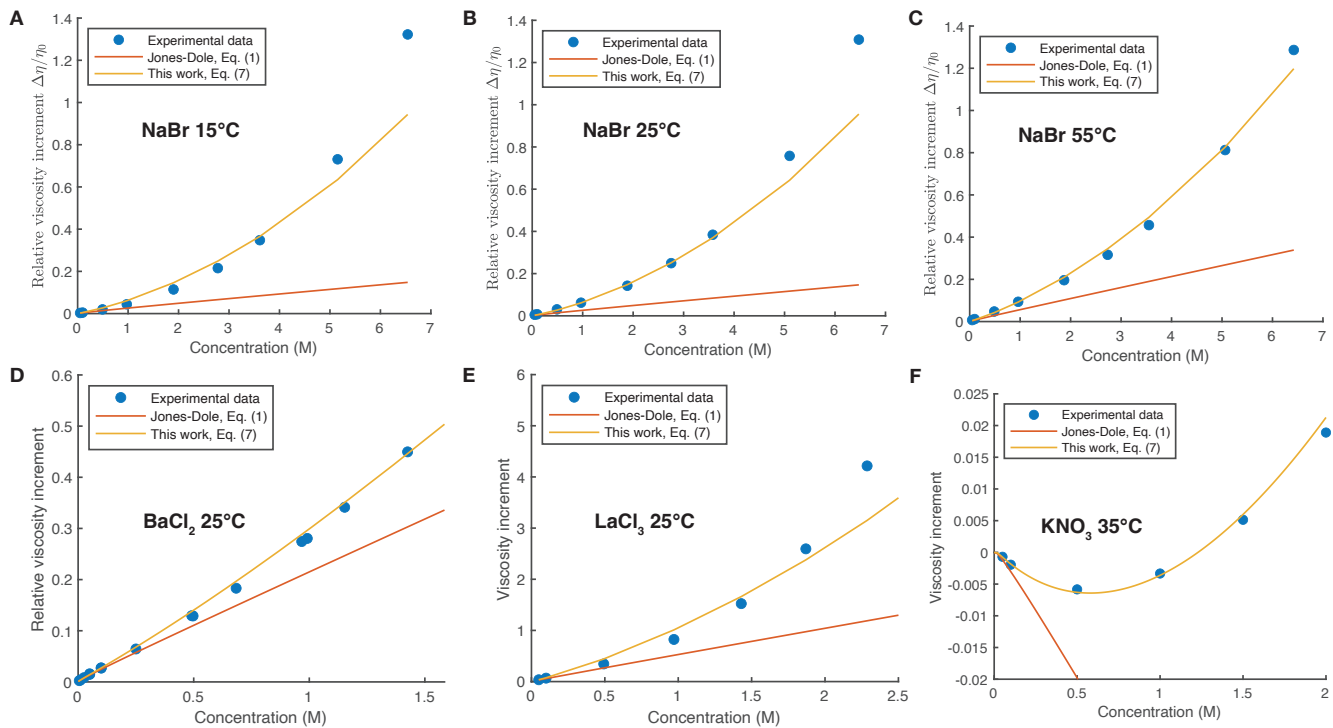 A
Relative viscosity increment Δη/η₀
1.4
1.2
1
0.8
0.6
0.4
0.2
0
Experimental data
Jones-Dole, Eq. (1)
This work, Eq. (7)
NaBr 15°C
0 1 2 3 4 5 6 7
Concentration (M)
B
Relative viscosity increment Δη/η₀
1.4
1.2
1
0.8
0.6
0.4
0.2
0
Experimental data
Jones-Dole, Eq. (1)
This work, Eq. (7)
NaBr 25°C
0 1 2 3 4 5 6 7
Concentration (M)
C
Relative viscosity increment Δη/η₀
1.4
1.2
1
0.8
0.6
0.4
0.2
0
Experimental data
Jones-Dole, Eq. (1)
This work, Eq. (7)
NaBr 55°C
0 1 2 3 4 5 6 7
Concentration (M)
D
Relative viscosity increment
0.6
0.5
0.4
0.3
0.2
0.1
0
Experimental data
Jones-Dole, Eq. (1)
This work, Eq. (7)
BaCl₂ 25°C
0 0.5 1 1.5
Concentration (M)
E
Viscosity increment
6
5
4
3
2
1
0
Experimental data
Jones-Dole, Eq. (1)
This work, Eq. (7)
LaCl₃ 25°C
0 0.5 1 1.5 2 2.5
Concentration (M)
F
Viscosity increment
0.025
0.02
0.015
0.01
0.005
0
-0.005
-0.01
-0.015
-0.02
Experimental data
Jones-Dole, Eq. (1)
This work, Eq. (7)
KNO₃ 35°C
0 0.5 1 1.5 2
Concentration (M)